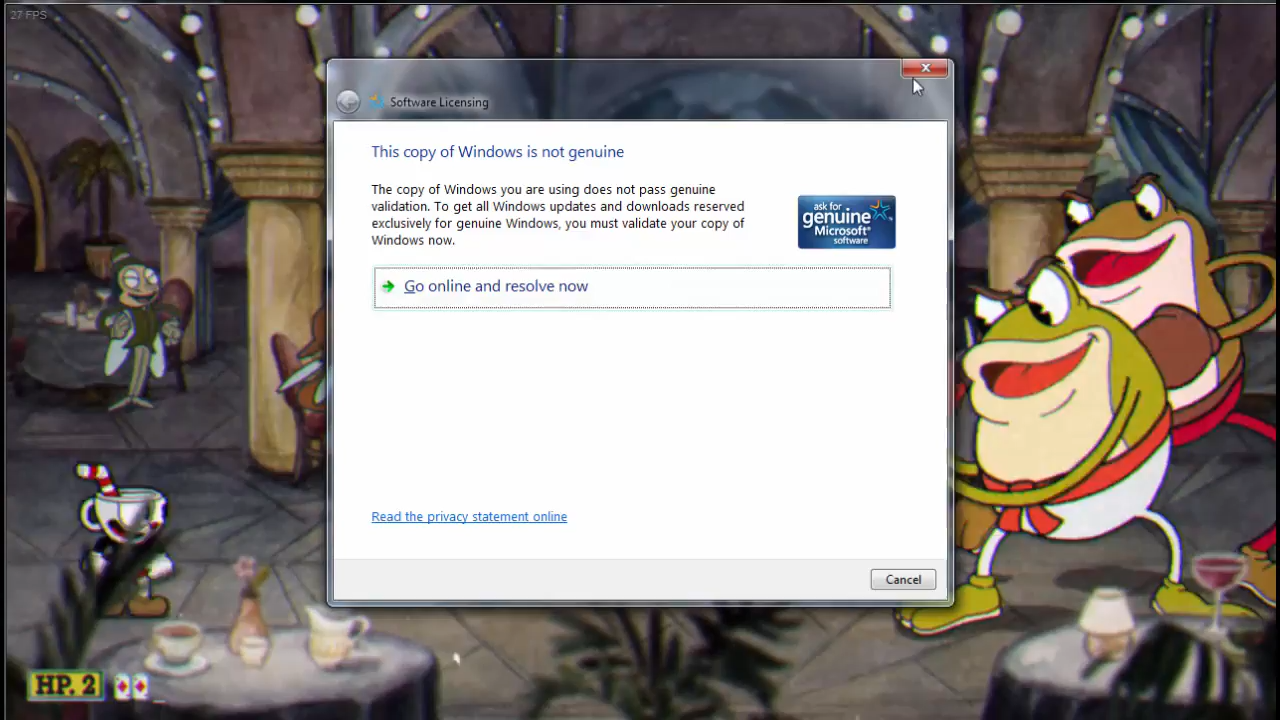 27 FPS
Software Licensing
This copy of Windows is not genuine
The copy of Windows you are using does not pass genuine
validation. To get all Windows updates and downloads reserved
exclusively for genuine Windows, you must validate your copy of
Windows now.
ask for
genuine
Microsoft®
software
Go online and resolve now
Read the privacy statement online
Cancel
HP. 2